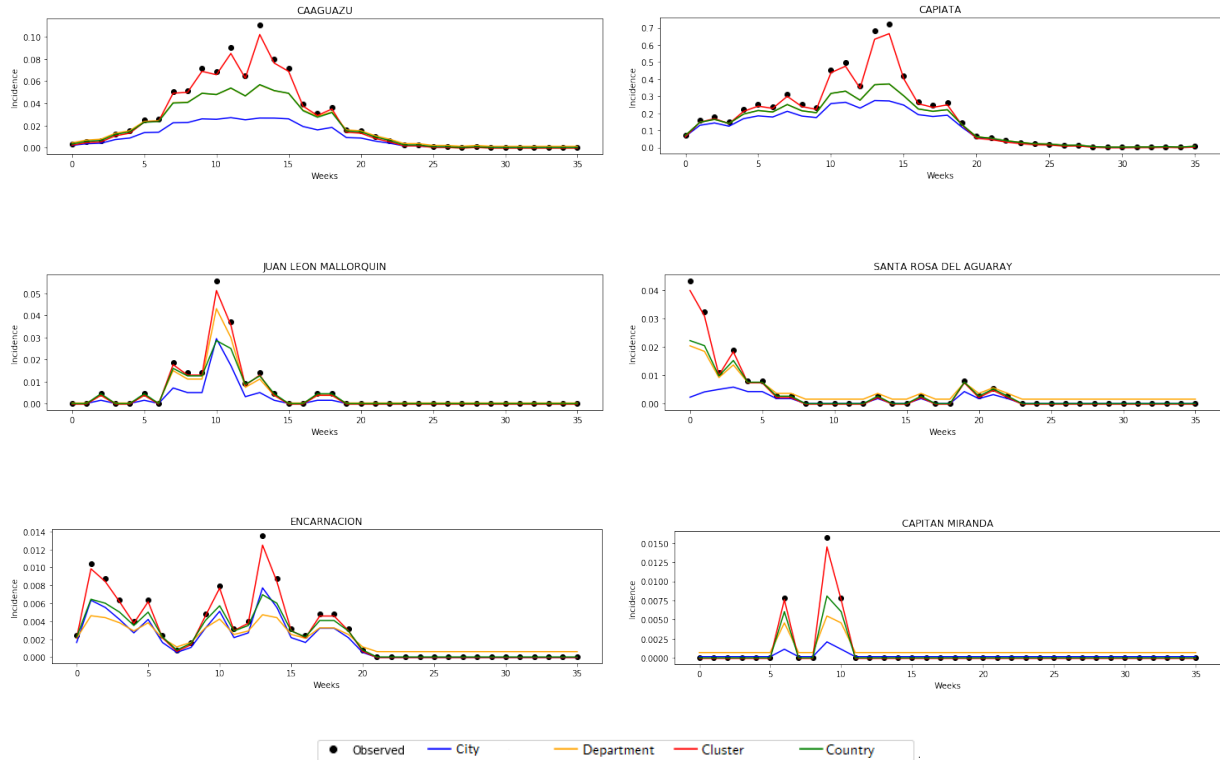 CAAGUAZU
Incidence
0.10
0.08
0.06
0.04
0.02
0.00
0 5 10 15 20 25 30 35
Weeks
CAPIATA
Incidence
0.7
0.6
0.5
0.4
0.3
0.2
0.1
0.0
0 5 10 15 20 25 30 35
Weeks
JUAN LEON MALLORQUIN
Incidence
0.05
0.04
0.03
0.02
0.01
0.00
0 5 10 15 20 25 30 35
Weeks
SANTA ROSA DEL AGUARAY
Incidence
0.04
0.03
0.02
0.01
0.00
0 5 10 15 20 25 30 35
Weeks
ENCARNACION
Incidence
0.014
0.012
0.010
0.008
0.006
0.004
0.002
0.000
0 5 10 15 20 25 30 35
Weeks
CAPITAN MIRANDA
Incidence
0.0150
0.0125
0.0100
0.0075
0.0050
0.0025
0.0000
0 5 10 15 20 25 30 35
Weeks
Observed City Department Cluster Country